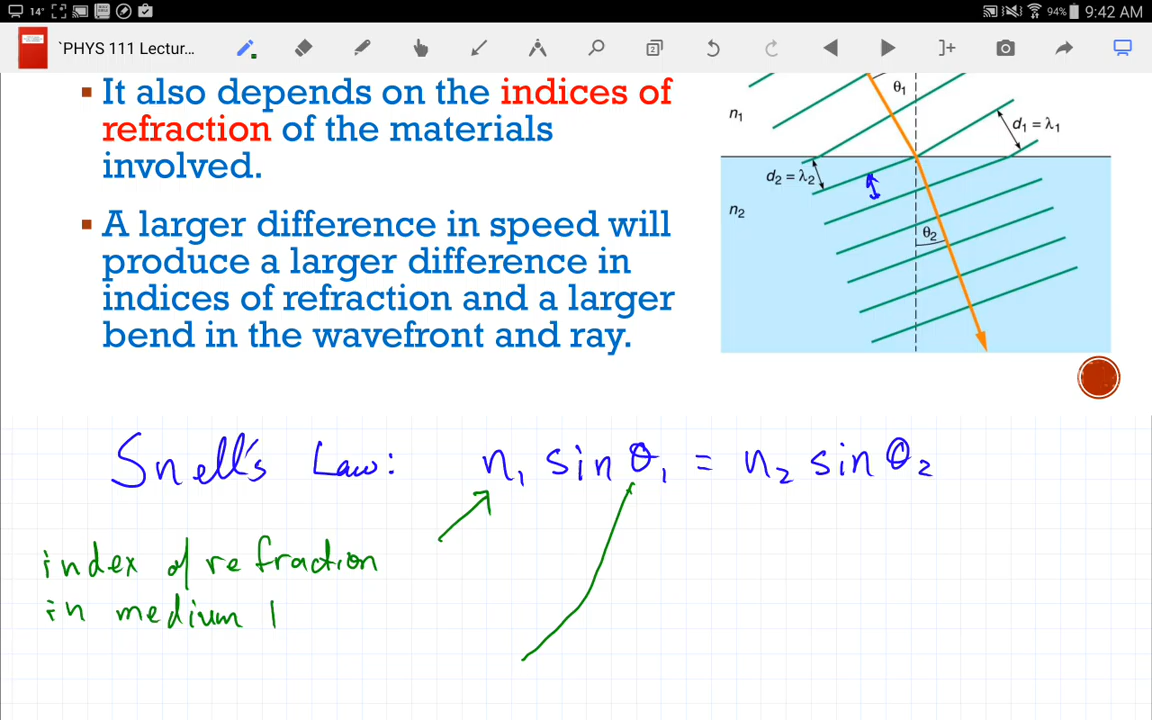 14°
94%
9:42 AM
`PHYS 111 Lectur...
2
It also depends on the indices of
refraction of the materials
involved.
A larger difference in speed will
produce a larger difference in
indices of refraction and a larger
bend in the wavefront and ray.
θ₁
n₁
d₁ = λ₁
d₂ = λ₂
n₂
θ₂
Snell's Law: n₁ sin θ₁ = n₂ sin θ₂
index of refraction
in medium 1